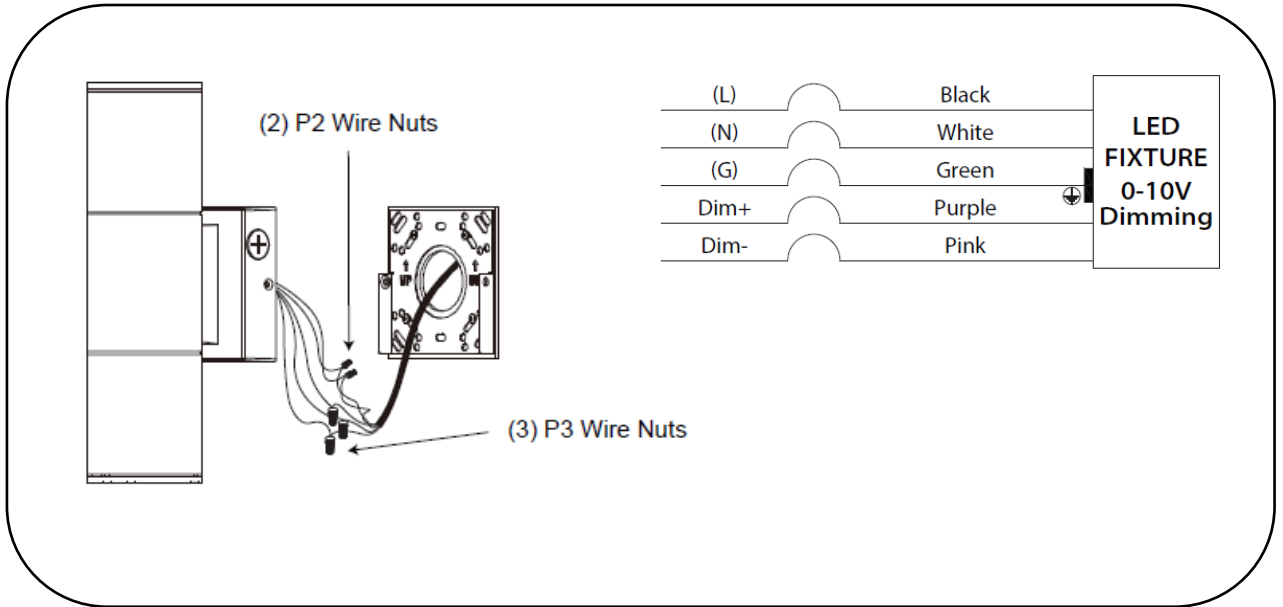 (2) P2 Wire Nuts
(3) P3 Wire Nuts
UP
(L) Black
(N) White
(G) Green
Dim+ Purple
Dim- Pink
LED
FIXTURE
0-10V
Dimming